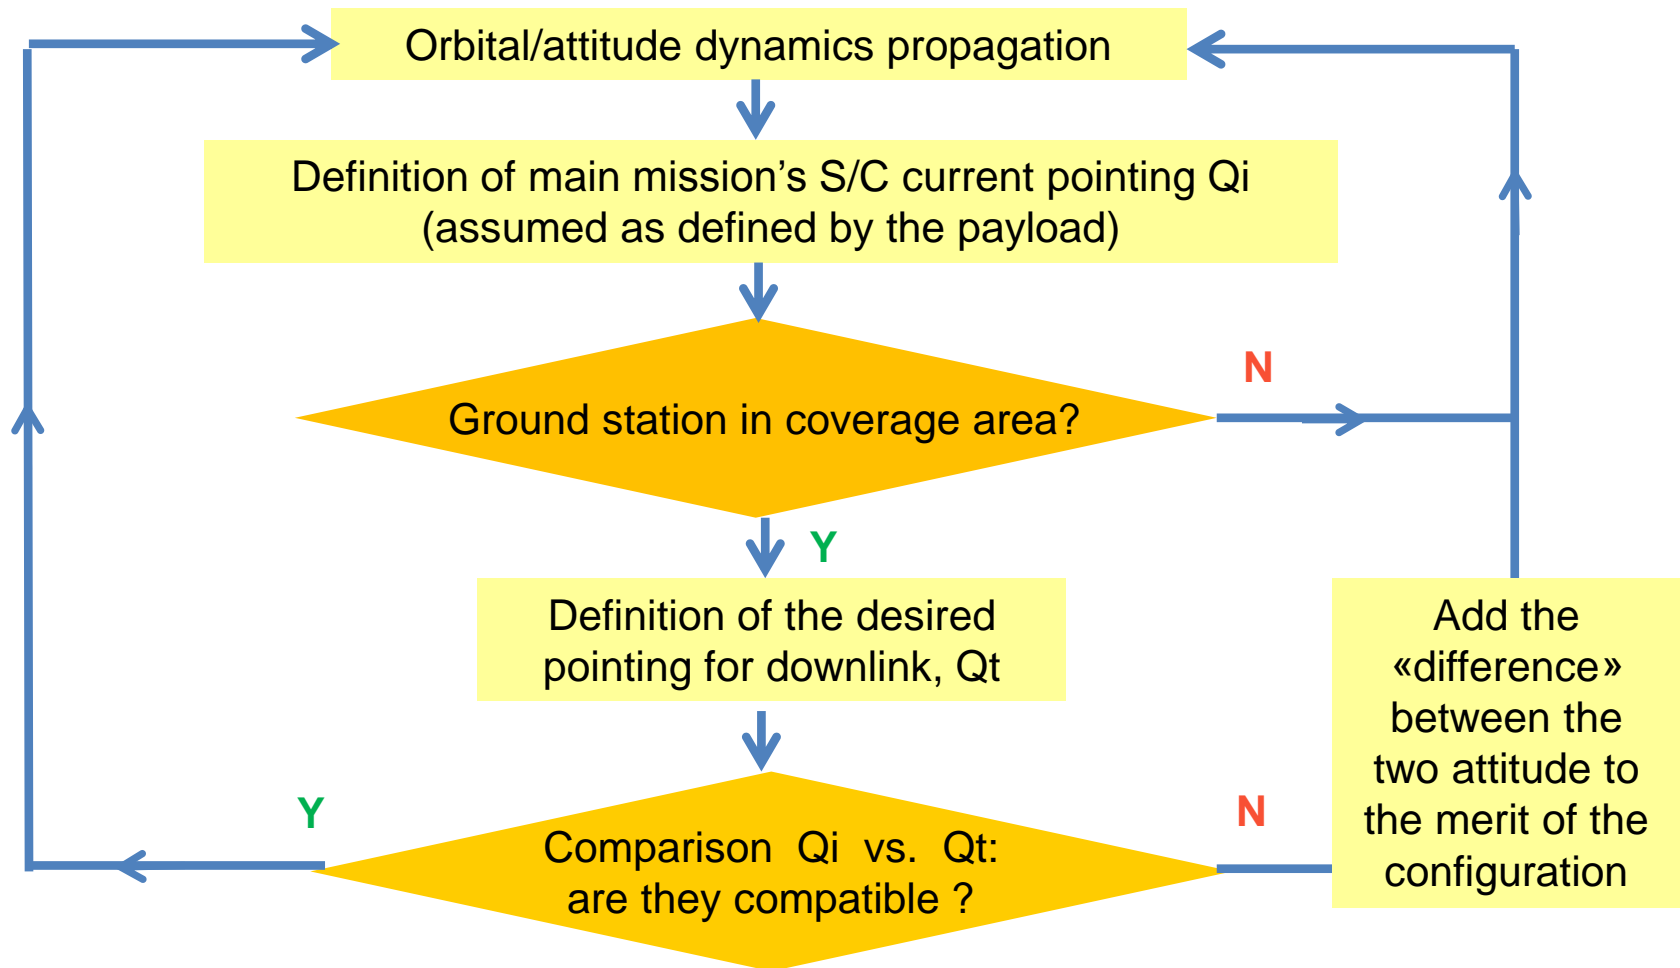 Orbital/attitude dynamics propagation
Definition of main mission’s S/C current pointing Qi
(assumed as defined by the payload)
N
Ground station in coverage area?
Y
Definition of the desired
pointing for downlink, Qt
Add the
«difference»
between the
two attitude to
the merit of the
configuration
Y
N
Comparison Qi vs. Qt:
are they compatible ?